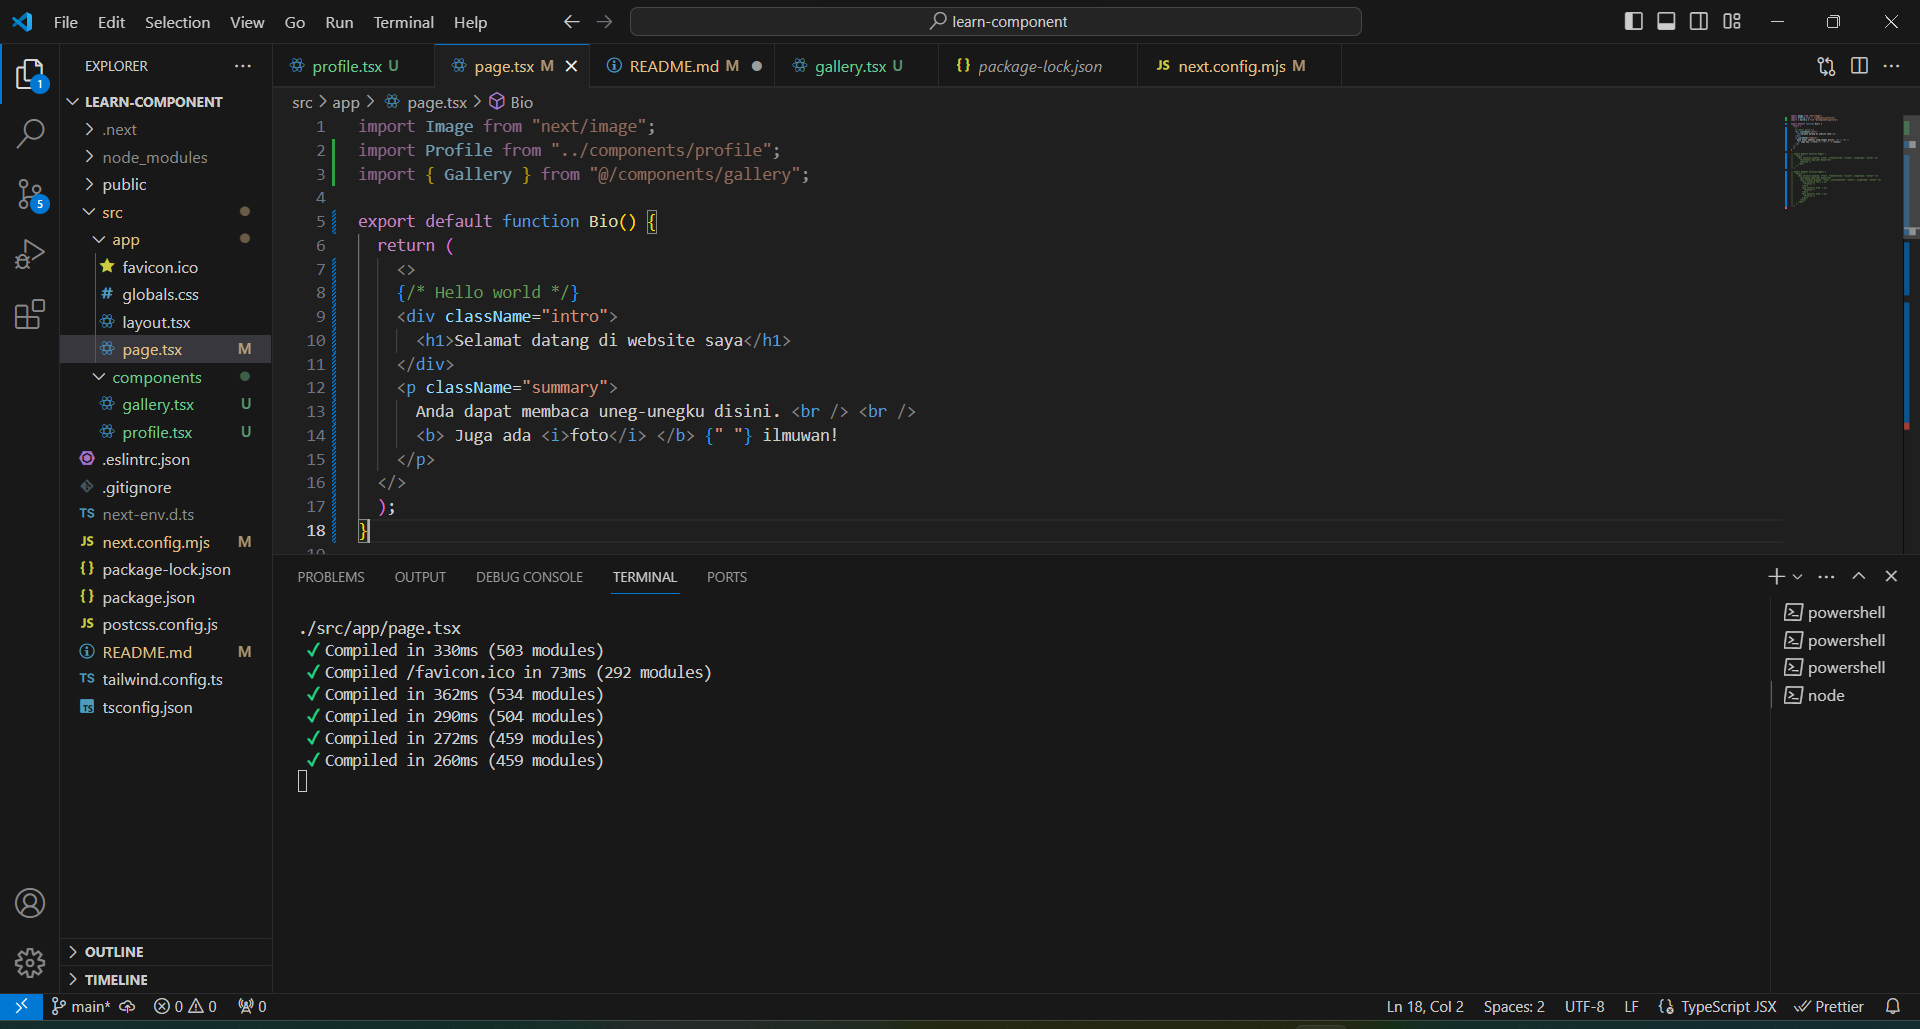 File Edit Selection View Go Run Terminal Help learn-component
EXPLORER
1
LEARN-COMPONENT
.next
node_modules
public
5
src
app
favicon.ico
# globals.css
layout.tsx
page.tsx M
components
gallery.tsx U
profile.tsx U
.eslintrc.json
.gitignore
TS next-env.d.ts
JS next.config.mjs M
{} package-lock.json
{} package.json
JS postcss.config.js
README.md M
TS tailwind.config.ts
TS tsconfig.json
OUTLINE
TIMELINE
profile.tsx U page.tsx M README.md M gallery.tsx U {} package-lock.json JS next.config.mjs M
src > app > page.tsx > Bio
1 import Image from "next/image";
2 import Profile from "../components/profile";
3 import { Gallery } from "@/components/gallery";
4
5 export default function Bio() {
6 return (
7 <>
8 {/* Hello world */}
9 <div className="intro">
10 <h1>Selamat datang di website saya</h1>
11 </div>
12 <p className="summary">
13 Anda dapat membaca uneg-unegku disini. <br /> <br />
14 <b> Juga ada <i>foto</i> </b> {" "} ilmuwan!
15 </p>
16 </>
17 );
18 }
19
PROBLEMS OUTPUT DEBUG CONSOLE TERMINAL PORTS
./src/app/page.tsx
✓ Compiled in 330ms (503 modules)
✓ Compiled /favicon.ico in 73ms (292 modules)
✓ Compiled in 362ms (534 modules)
✓ Compiled in 290ms (504 modules)
✓ Compiled in 272ms (459 modules)
✓ Compiled in 260ms (459 modules)
powershell
powershell
powershell
node
main* 0 0 0 Ln 18, Col 2 Spaces: 2 UTF-8 LF TypeScript JSX Prettier